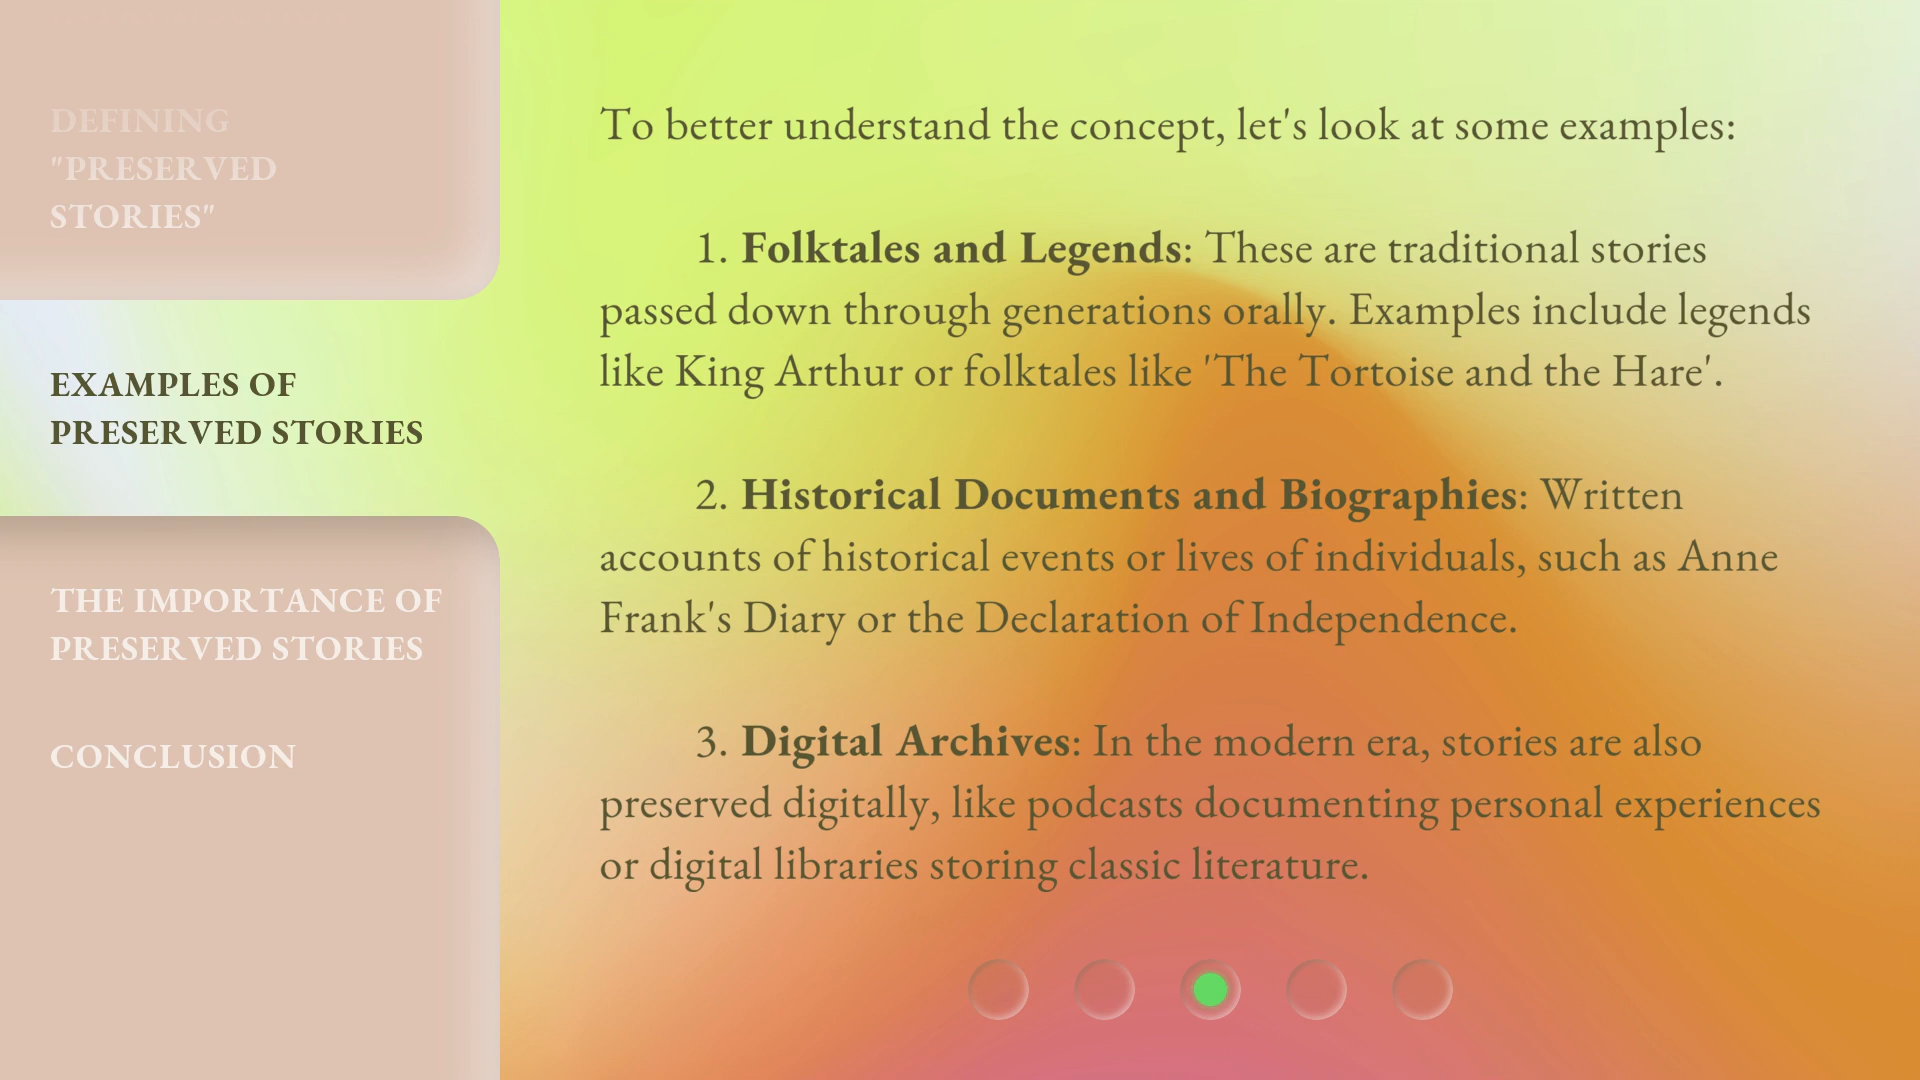 DEFINING
"PRESERVED
STORIES"
EXAMPLES OF
PRESERVED STORIES
THE IMPORTANCE OF
PRESERVED STORIES
CONCLUSION
To better understand the concept, let's look at some examples:
1. Folktales and Legends: These are traditional stories
passed down through generations orally. Examples include legends
like King Arthur or folktales like 'The Tortoise and the Hare'.
2. Historical Documents and Biographies: Written
accounts of historical events or lives of individuals, such as Anne
Frank's Diary or the Declaration of Independence.
3. Digital Archives: In the modern era, stories are also
preserved digitally, like podcasts documenting personal experiences
or digital libraries storing classic literature.